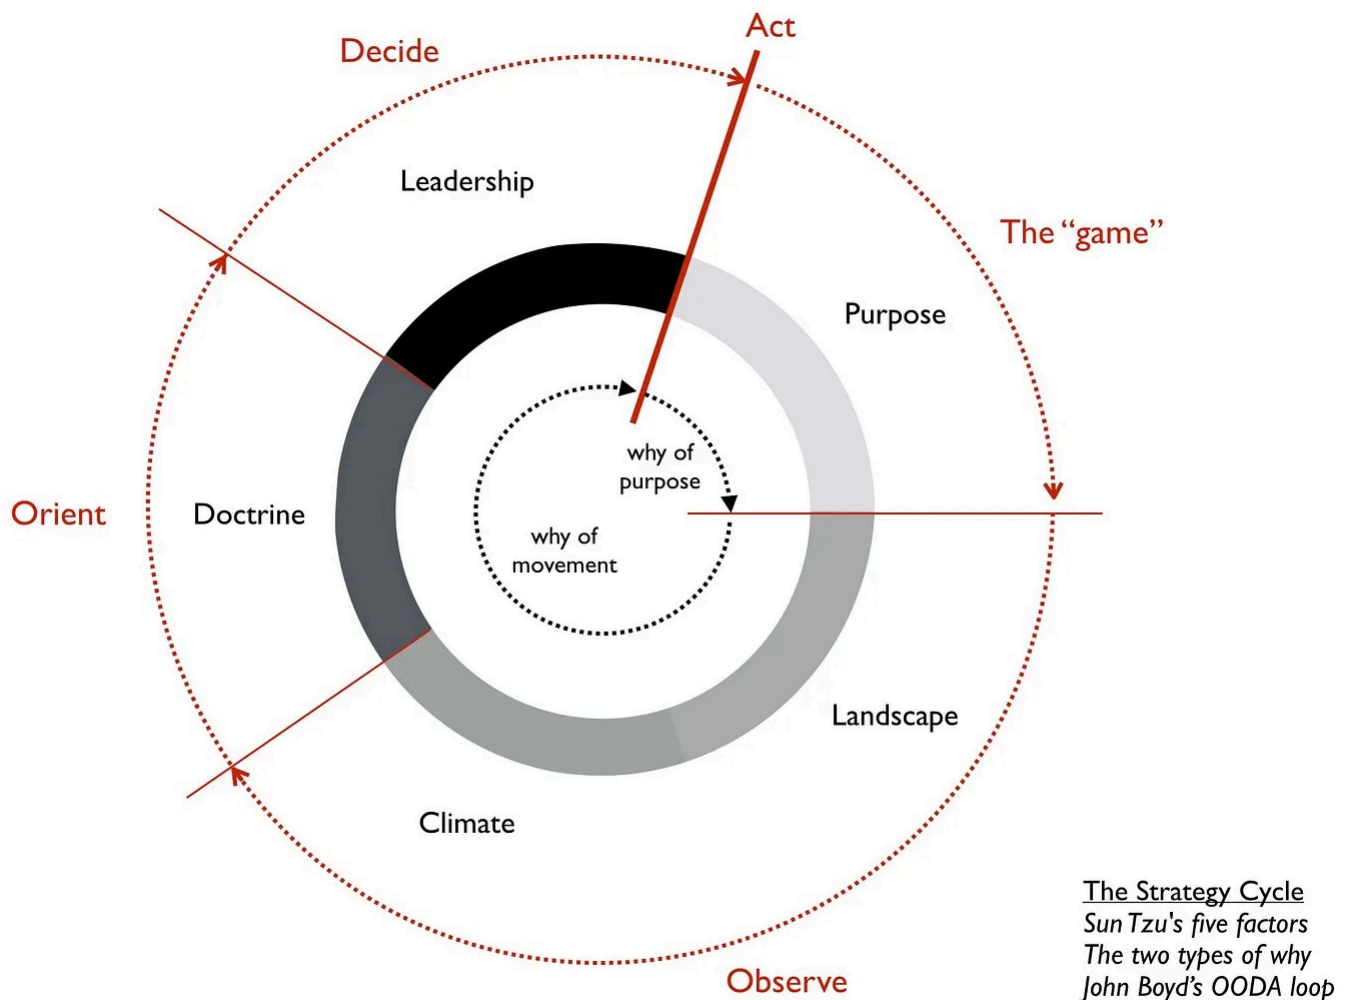 Act
Decide
Leadership
The “game”
Purpose
why of
purpose
Orient
Doctrine
why of
movement
Landscape
Climate
Observe
The Strategy Cycle
Sun Tzu's five factors
The two types of why
John Boyd’s OODA loop